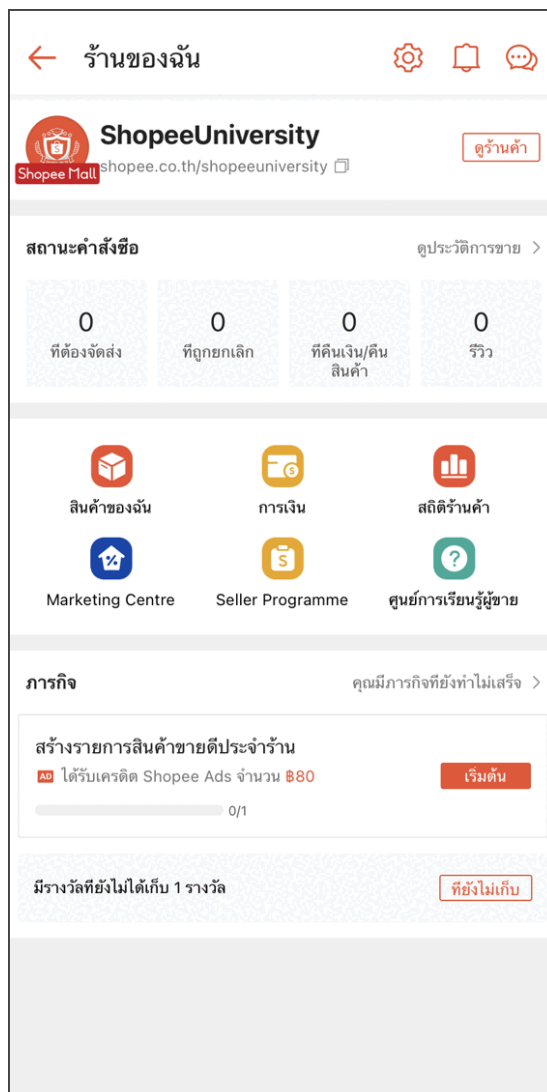 ร้านของฉัน
ShopeeUniversity
Shopee Mall
shopee.co.th/shopeeuniversity
ดูร้านค้า
สถานะคำสั่งซื้อ
ดูประวัติการขาย >
0
0
0
0
ที่ต้องจัดส่ง
ที่ถูกยกเลิก
ที่คืนเงิน/คืน
สินค้า
รีวิว
สินค้าของฉัน
การเงิน
สถิติร้านค้า
Marketing Centre
Seller Programme
ศูนย์การเรียนรู้ผู้ขาย
ภารกิจ
คุณมีภารกิจที่ยังทำไม่เสร็จ >
สร้างรายการสินค้าขายดีประจำร้าน
AD ได้รับเครดิต Shopee Ads จำนวน ฿80
เริ่มต้น
0/1
มีรางวัลที่ยังไม่ได้เก็บ 1 รางวัล
ที่ยังไม่เก็บ